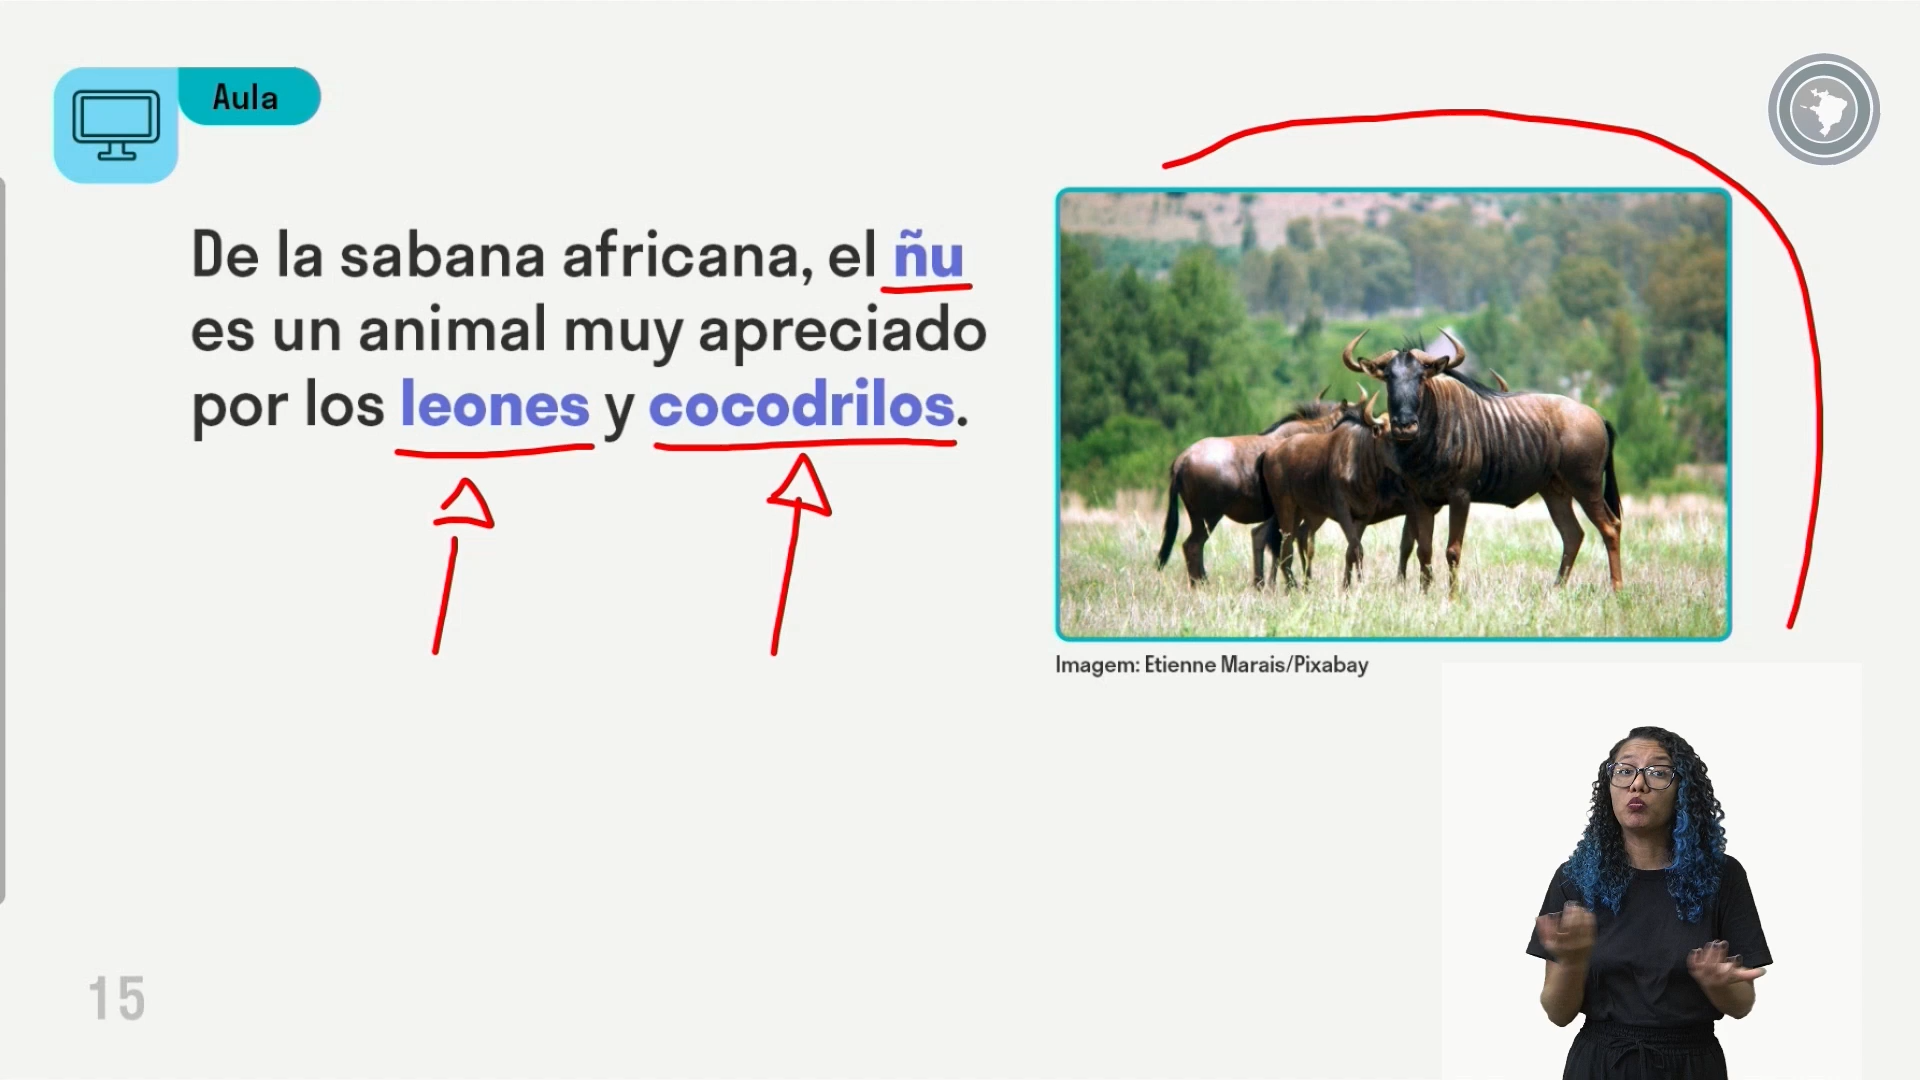 Aula
De la sabana africana, el ñu
es un animal muy apreciado
por los leones y cocodrilos.
Imagem: Etienne Marais/Pixabay
15